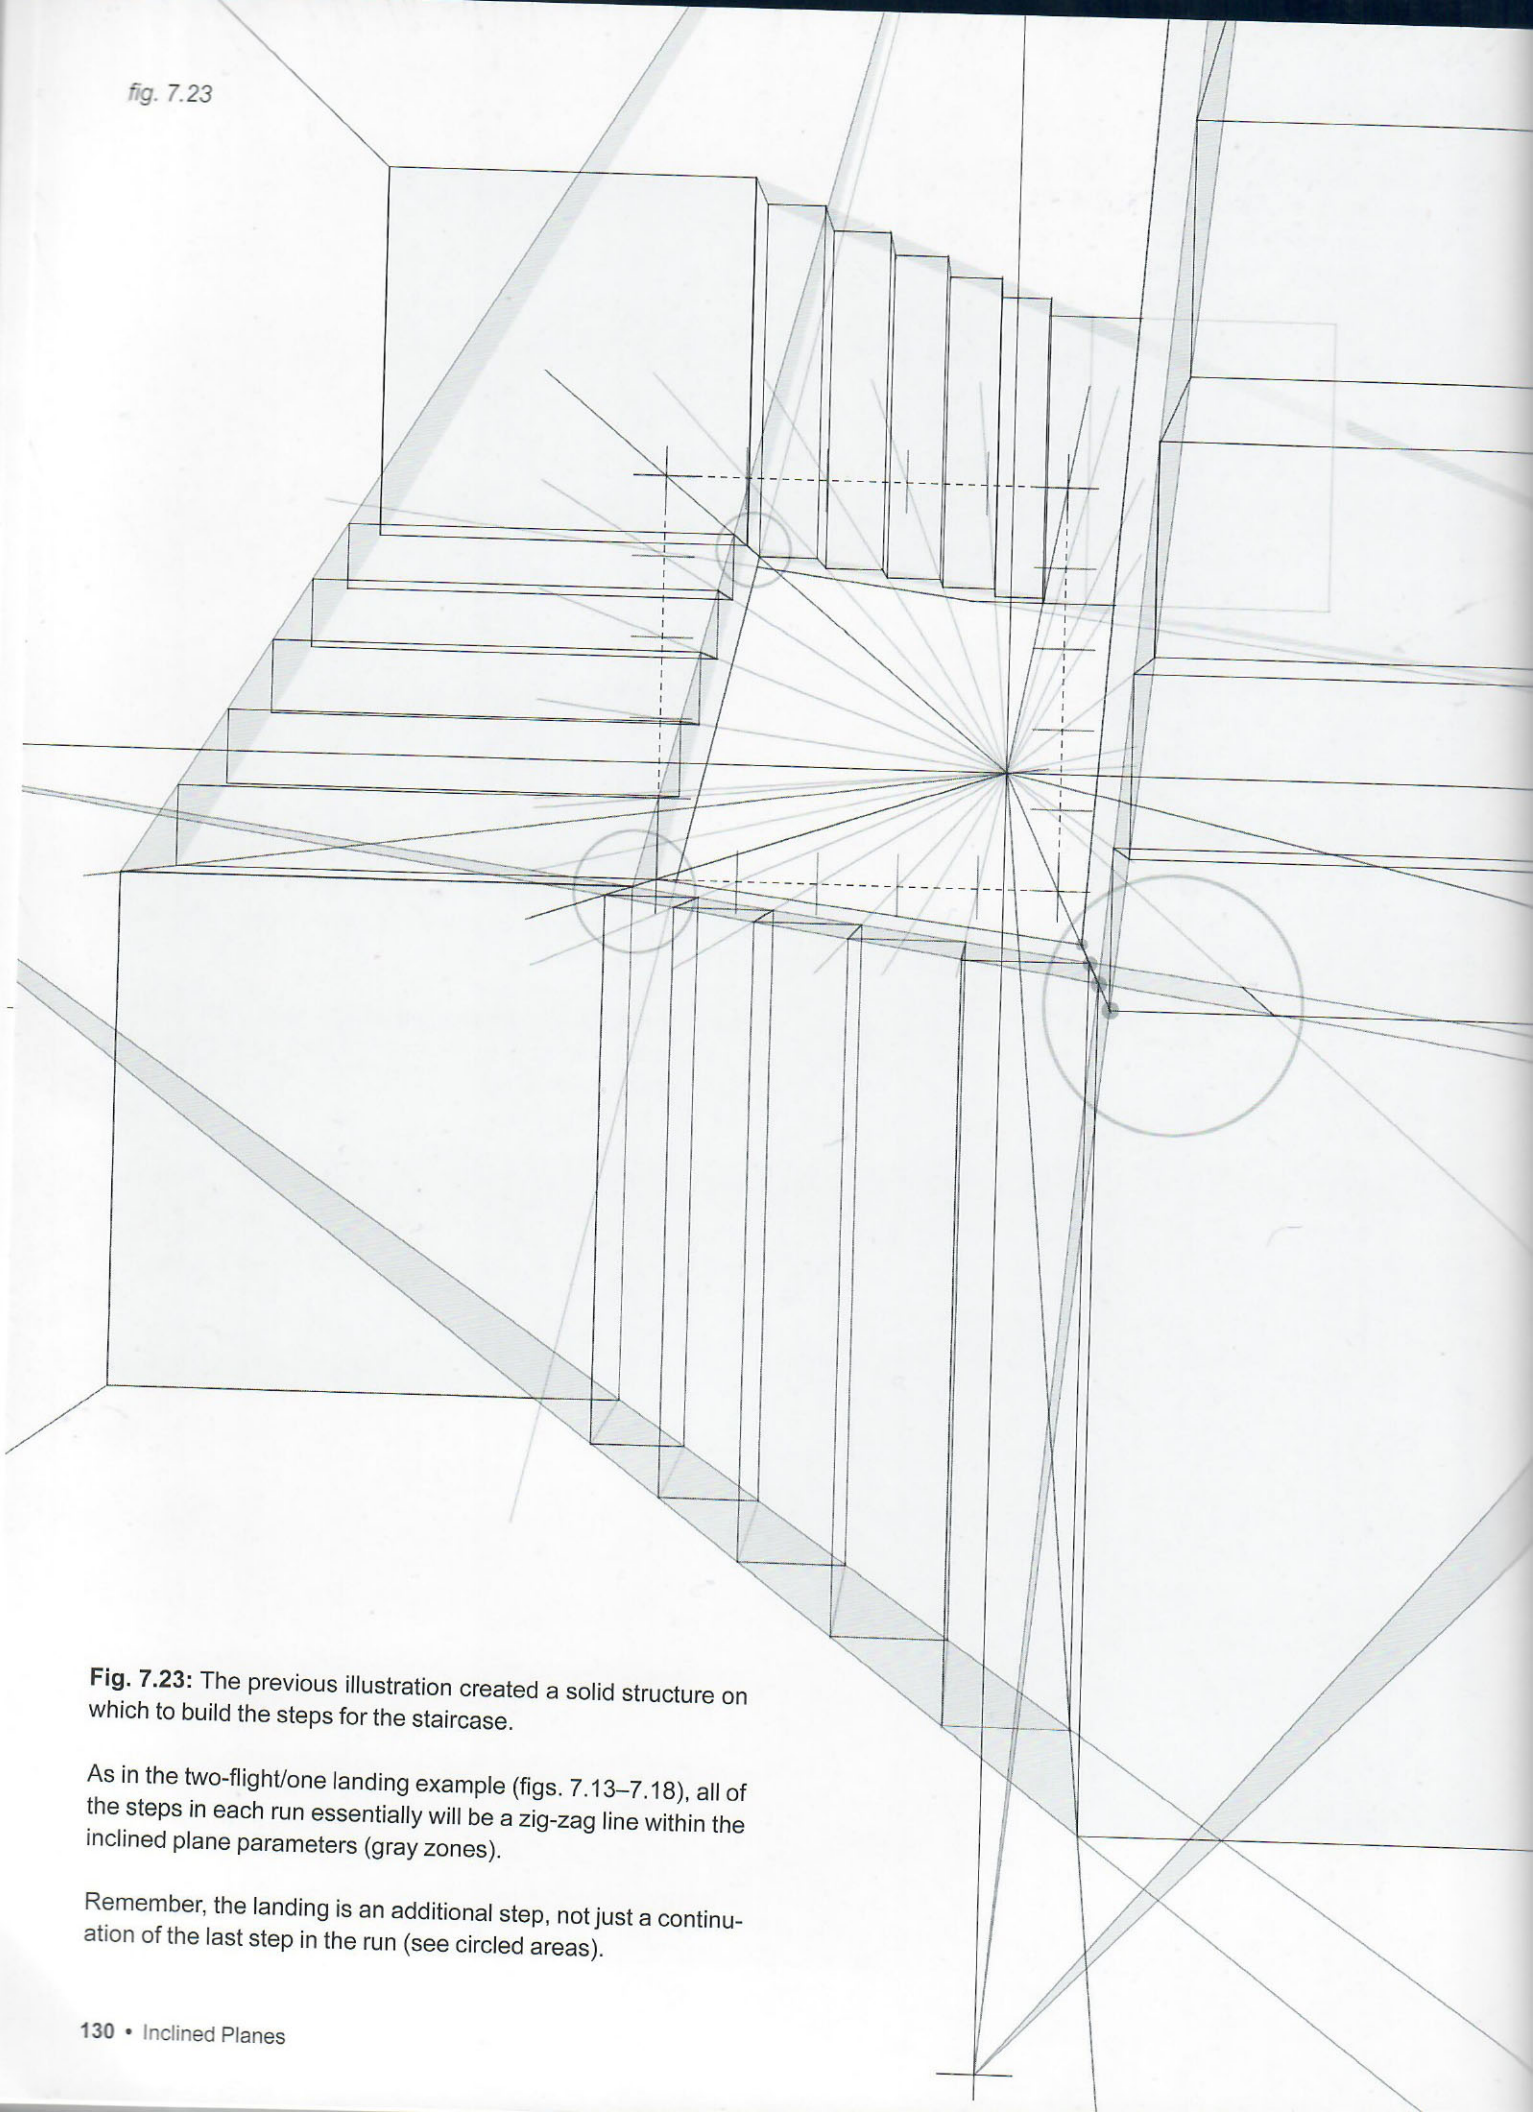 fig. 7.23
Fig. 7.23: The previous illustration created a solid structure on
which to build the steps for the staircase.
As in the two-flight/one landing example (figs. 7.13–7.18), all of
the steps in each run essentially will be a zig-zag line within the
inclined plane parameters (gray zones).
Remember, the landing is an additional step, not just a continu-
ation of the last step in the run (see circled areas).
130 • Inclined Planes